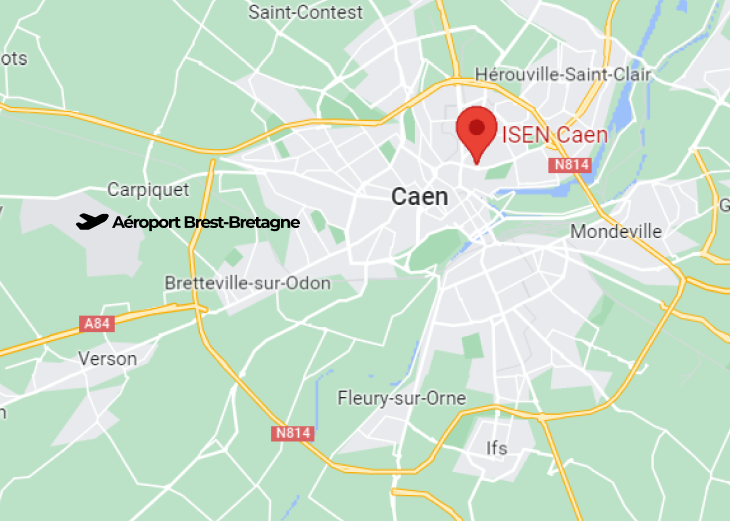 Saint-Contest
ots
Hérouville-Saint-Clair
ISEN Caen
N814
Carpiquet
Caen
G
Aéroport Brest-Bretagne
Mondeville
Bretteville-sur-Odon
A84
Verson
Fleury-sur-Orne
n
N814
Ifs